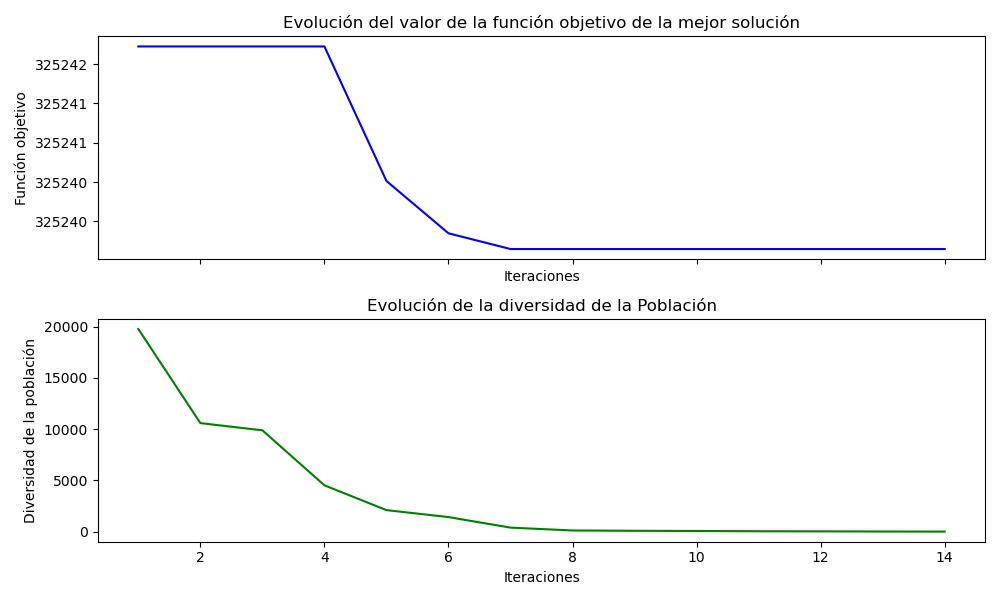 Evolución del valor de la función objetivo de la mejor solución
Función objetivo
325242
325241
325241
325240
325240
Iteraciones
Evolución de la diversidad de la Población
Diversidad de la población
20000
15000
10000
5000
0
2 4 6 8 10 12 14
Iteraciones